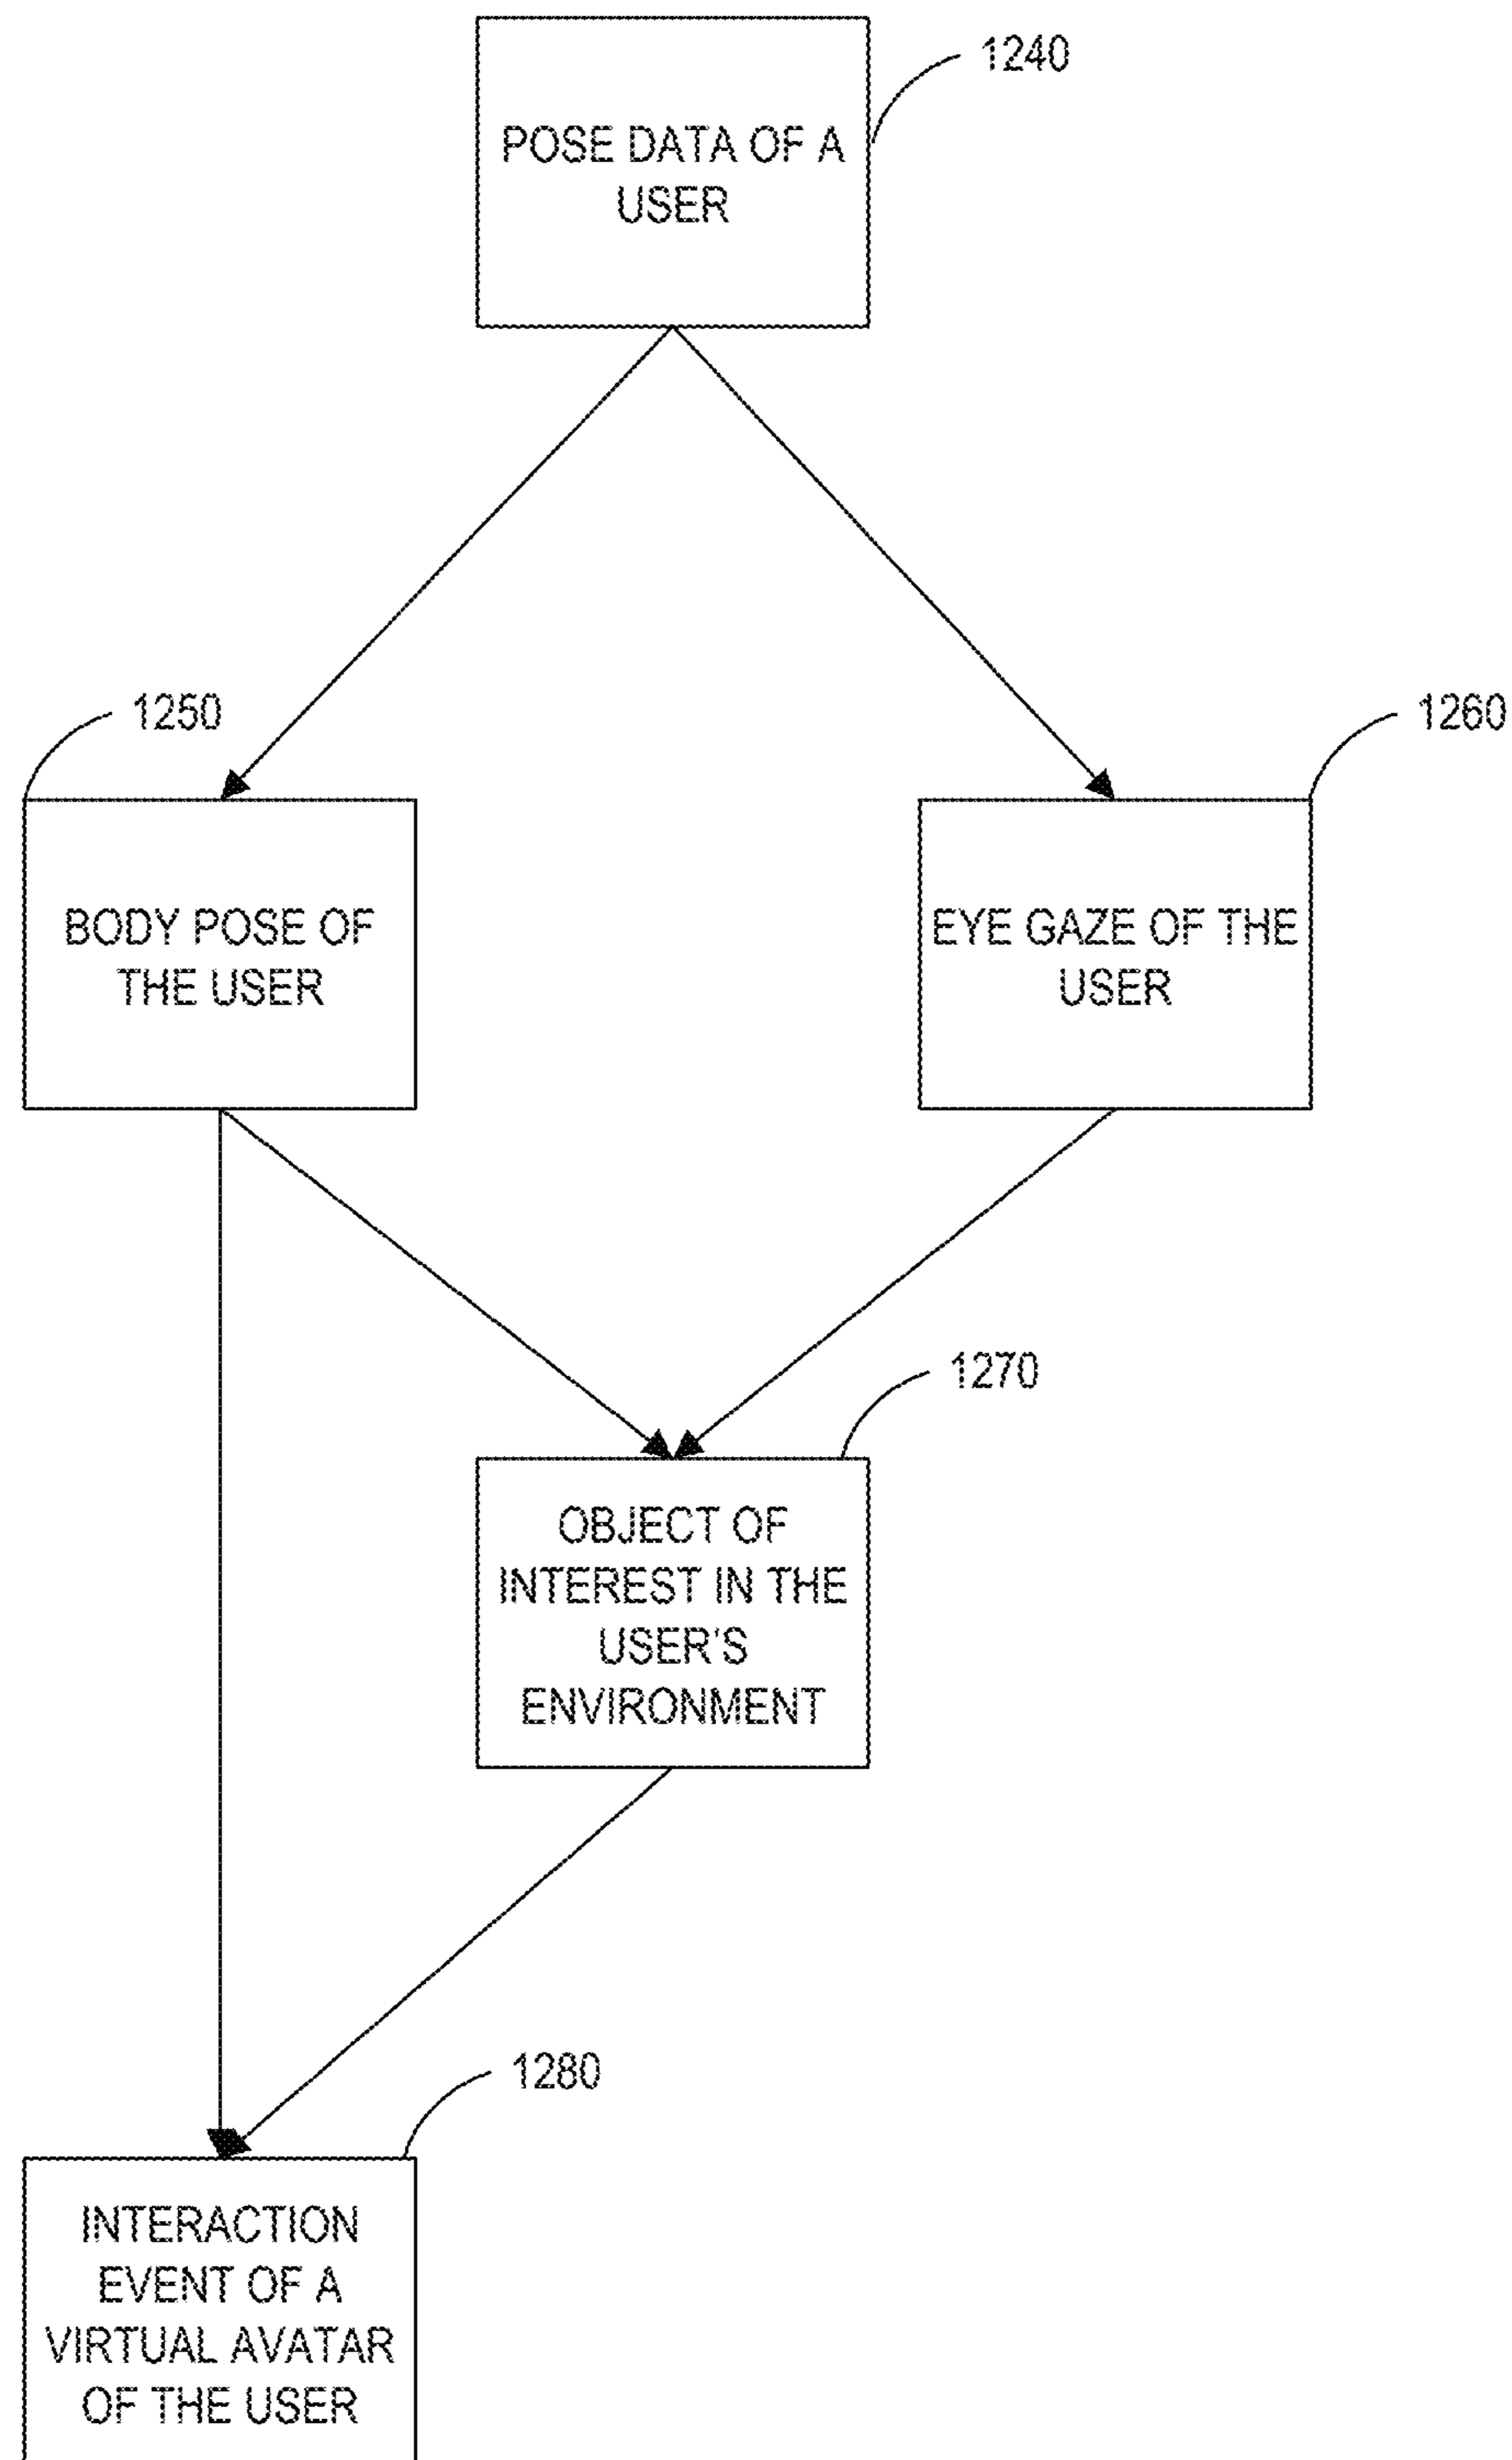 1240
POSE DATA OF A
USER
1250
1260
BODY POSE OF
THE USER
EYE GAZE OF THE
USER
1270
OBJECT OF
INTEREST IN THE
USER'S
ENVIRONMENT
1280
INTERACTION
EVENT OF A
VIRTUAL AVATAR
OF THE USER